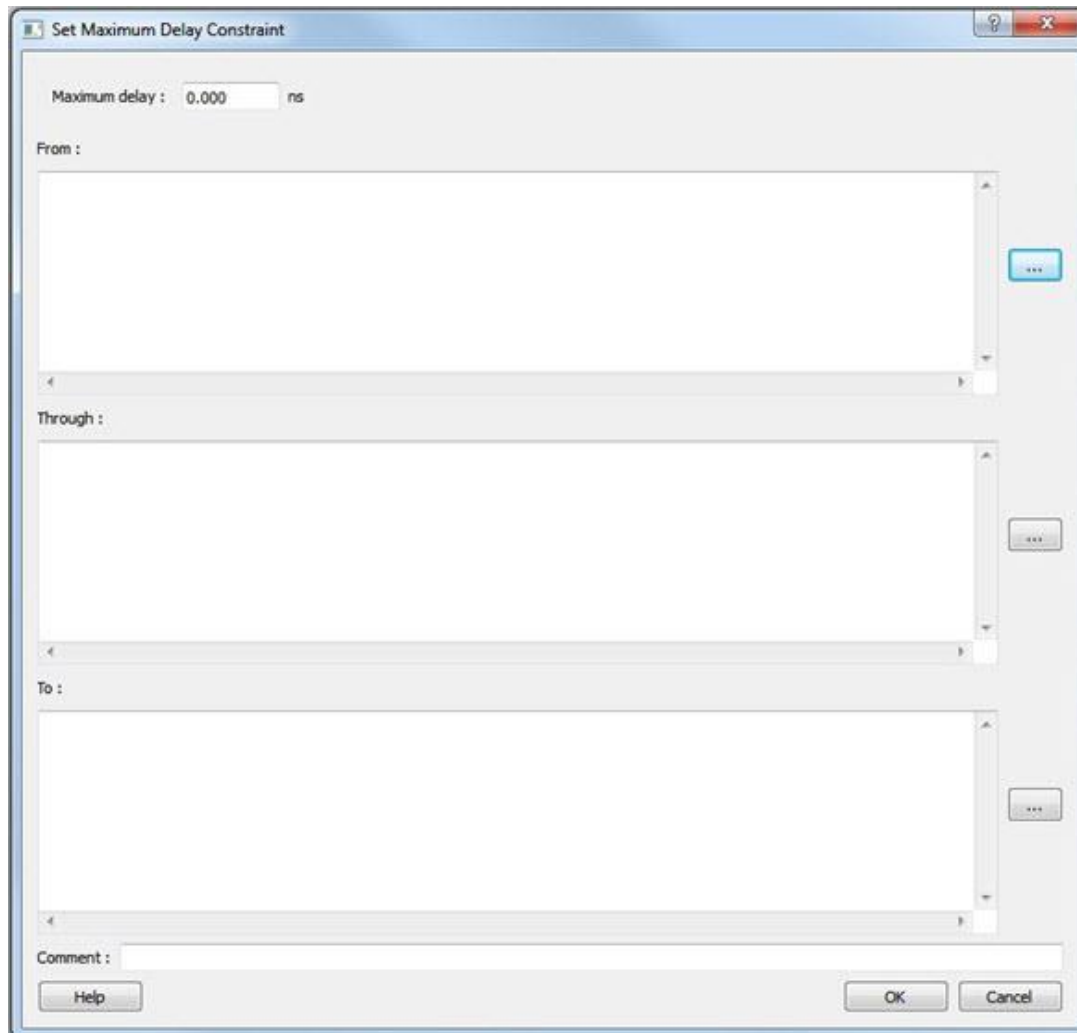 Set Maximum Delay Constraint
Maximum delay : 0.000 ns
From :
...
Through :
...
To :
...
Comment :
Help OK Cancel